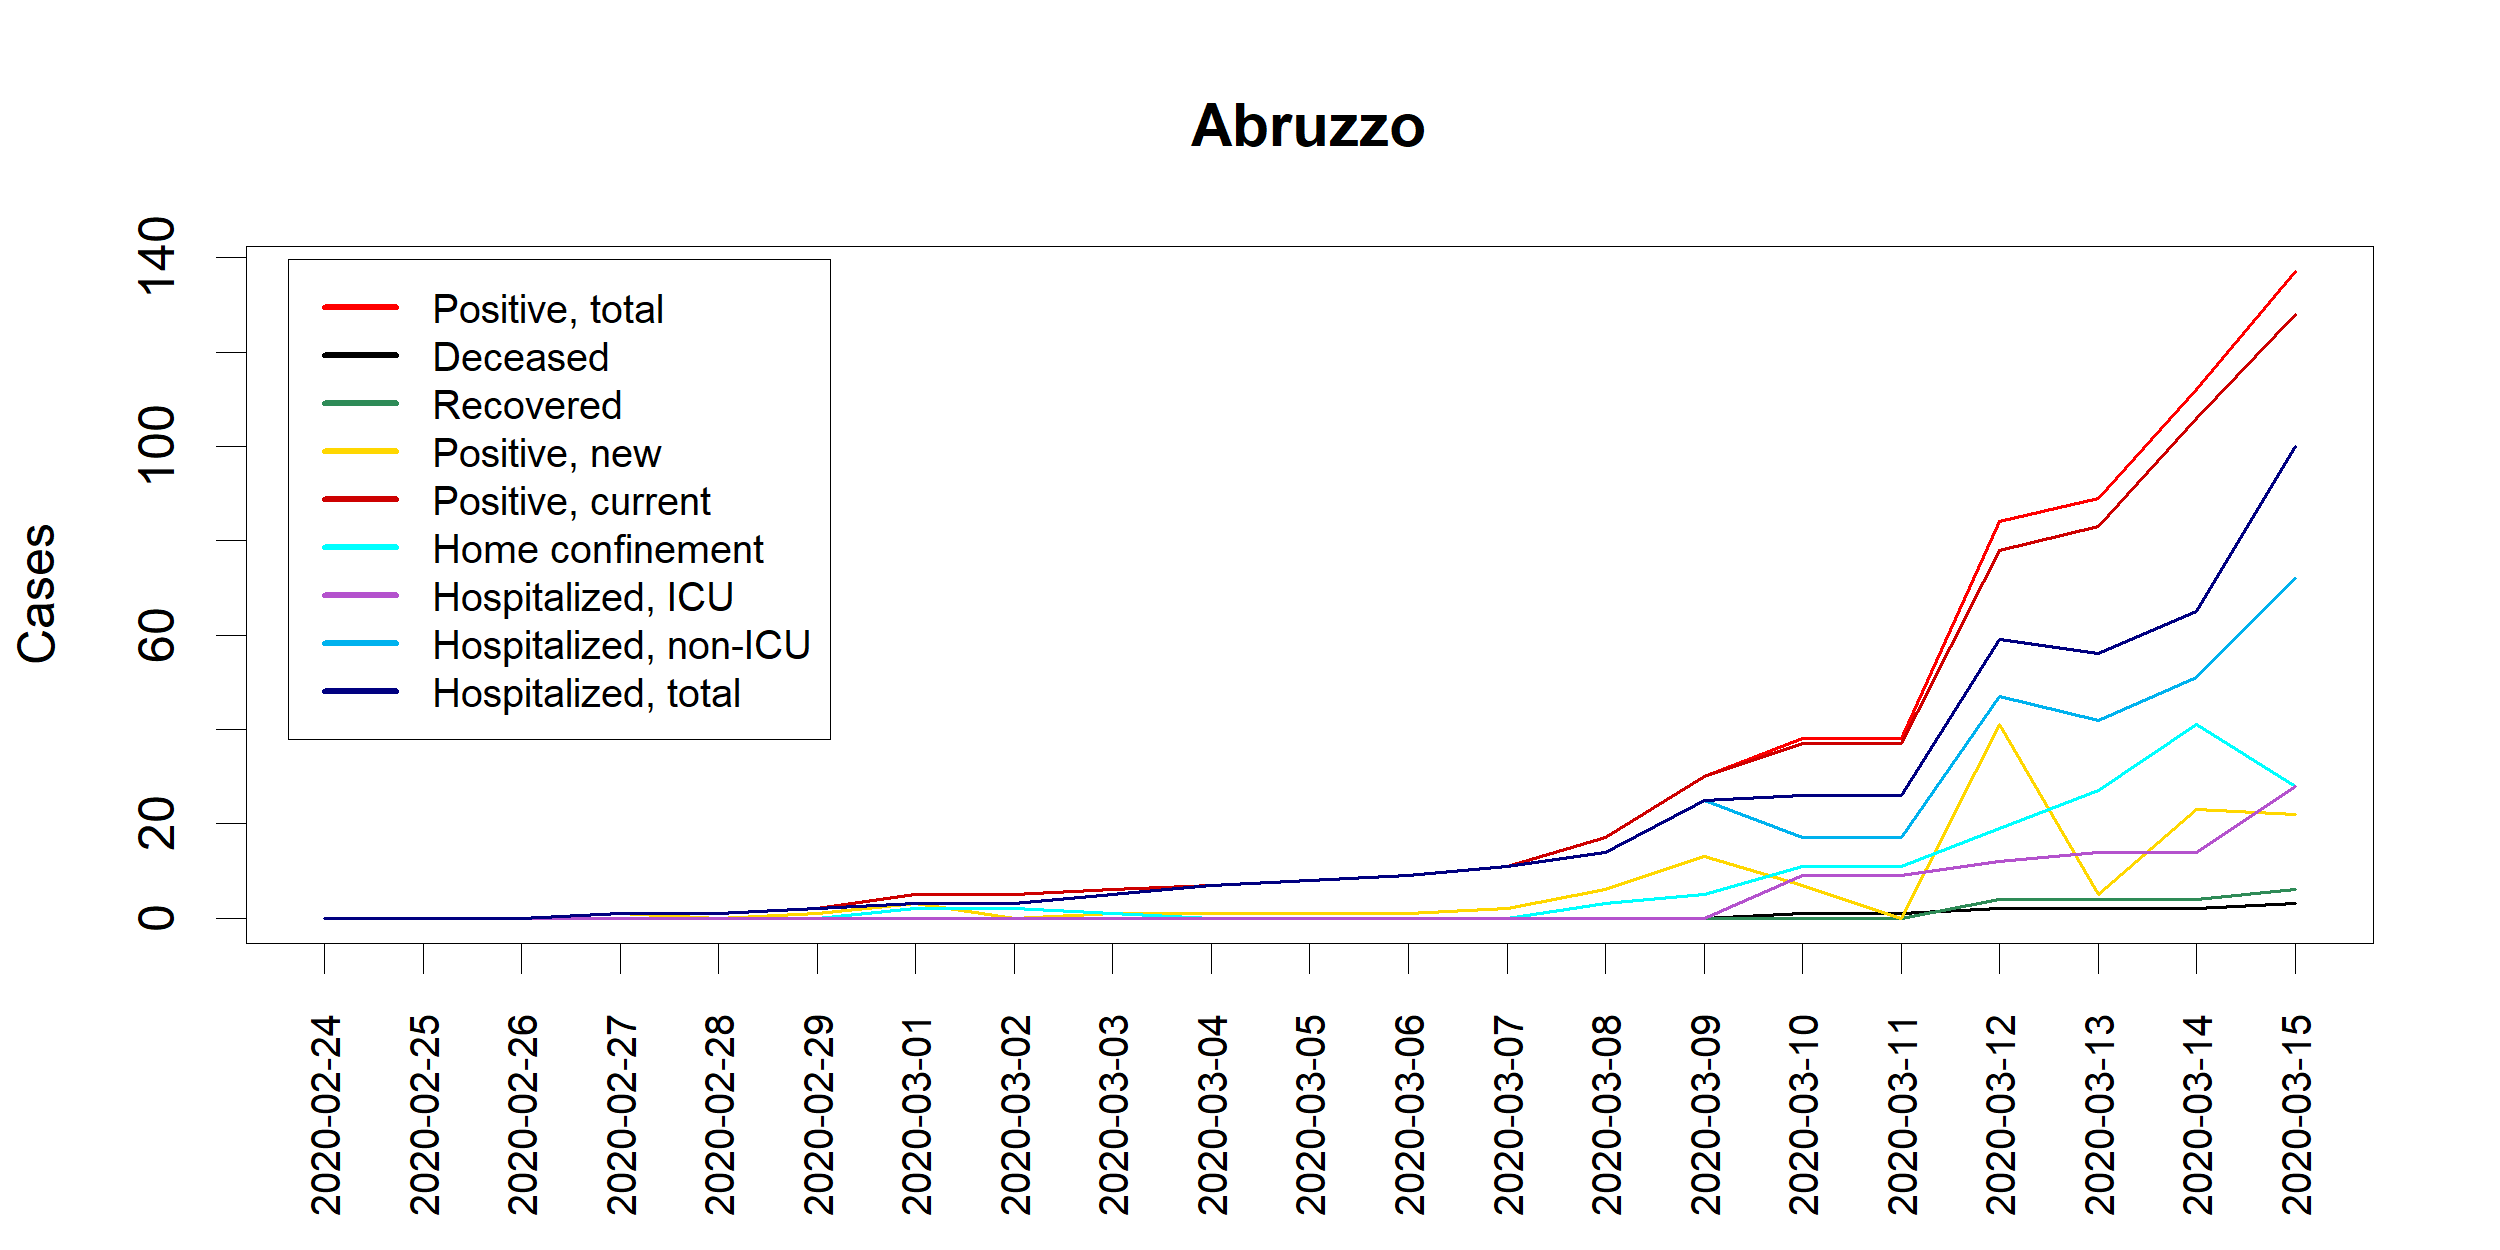 Abruzzo
Cases
140
100
60
20
0
Positive, total
Deceased
Recovered
Positive, new
Positive, current
Home confinement
Hospitalized, ICU
Hospitalized, non-ICU
Hospitalized, total
2020-02-24
2020-02-25
2020-02-26
2020-02-27
2020-02-28
2020-02-29
2020-03-01
2020-03-02
2020-03-03
2020-03-04
2020-03-05
2020-03-06
2020-03-07
2020-03-08
2020-03-09
2020-03-10
2020-03-11
2020-03-12
2020-03-13
2020-03-14
2020-03-15